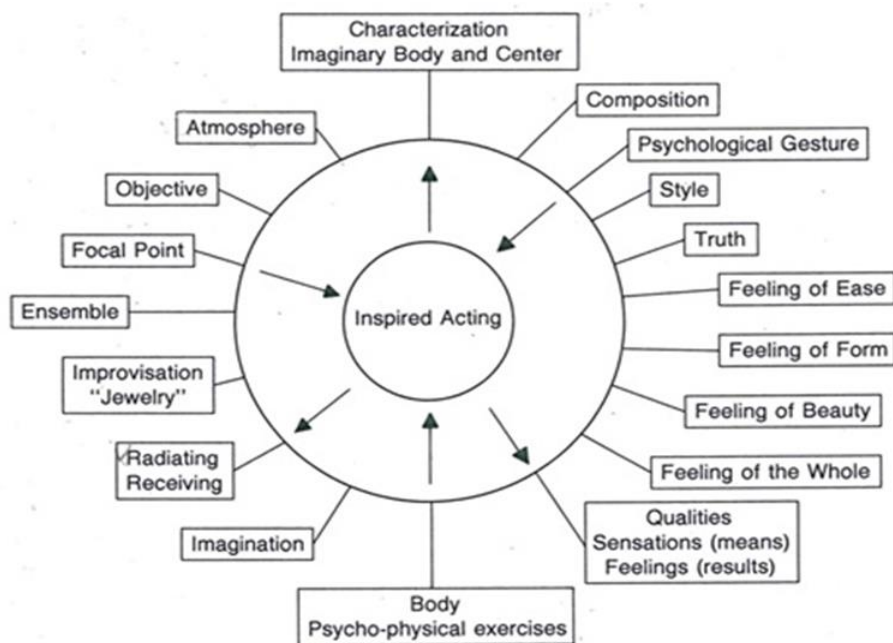 Characterization
Imaginary Body and Center
Composition
Atmosphere
Psychological Gesture
Objective
Style
Focal Point
Truth
Feeling of Ease
Ensemble
Inspired Acting
Feeling of Form
Improvisation
"Jewelry"
Feeling of Beauty
Radiating
Receiving
Feeling of the Whole
Qualities
Sensations (means)
Feelings (results)
Imagination
Body
Psycho-physical exercises